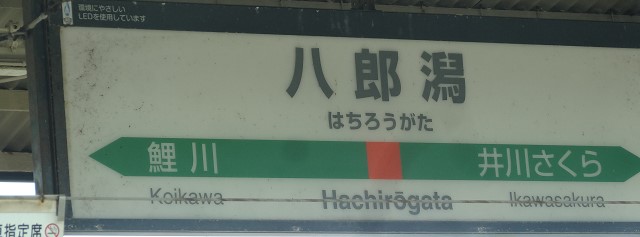 環境にやさしい
LEDを使用しています
八郎潟
はちろうがた
鯉川 井川さくら
Koikawa Hachirōgata Ikawasakura
指定席